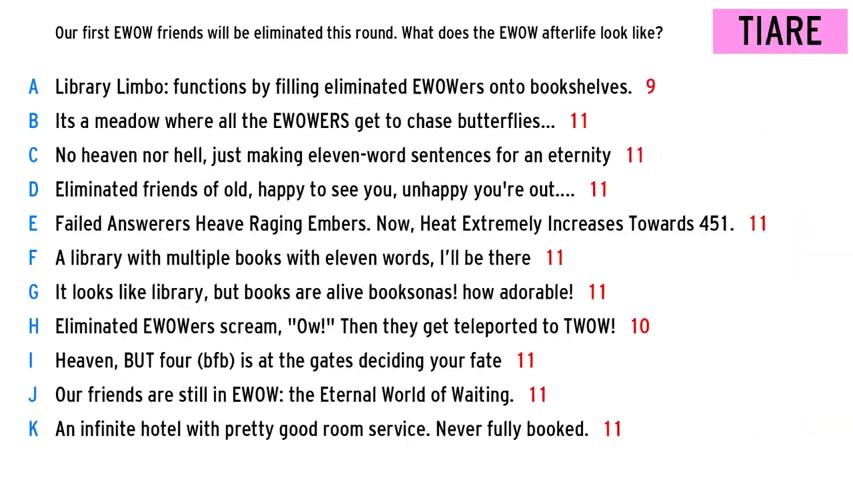 Our first EWOW friends will be eliminated this round. What does the EWOW afterlife look like?
TIARE
A Library Limbo: functions by filling eliminated EWOWers onto bookshelves. 9
B Its a meadow where all the EWOWERS get to chase butterflies... 11
C No heaven nor hell, just making eleven-word sentences for an eternity 11
D Eliminated friends of old, happy to see you, unhappy you're out.... 11
E Failed Answerers Heave Raging Embers. Now, Heat Extremely Increases Towards 451. 11
F A library with multiple books with eleven words, I'll be there 11
G It looks like library, but books are alive booksonas! how adorable! 11
H Eliminated EWOWers scream, "Ow!" Then they get teleported to TWOW! 10
I Heaven, BUT four (bfb) is at the gates deciding your fate 11
J Our friends are still in EWOW: the Eternal World of Waiting. 11
K An infinite hotel with pretty good room service. Never fully booked. 11